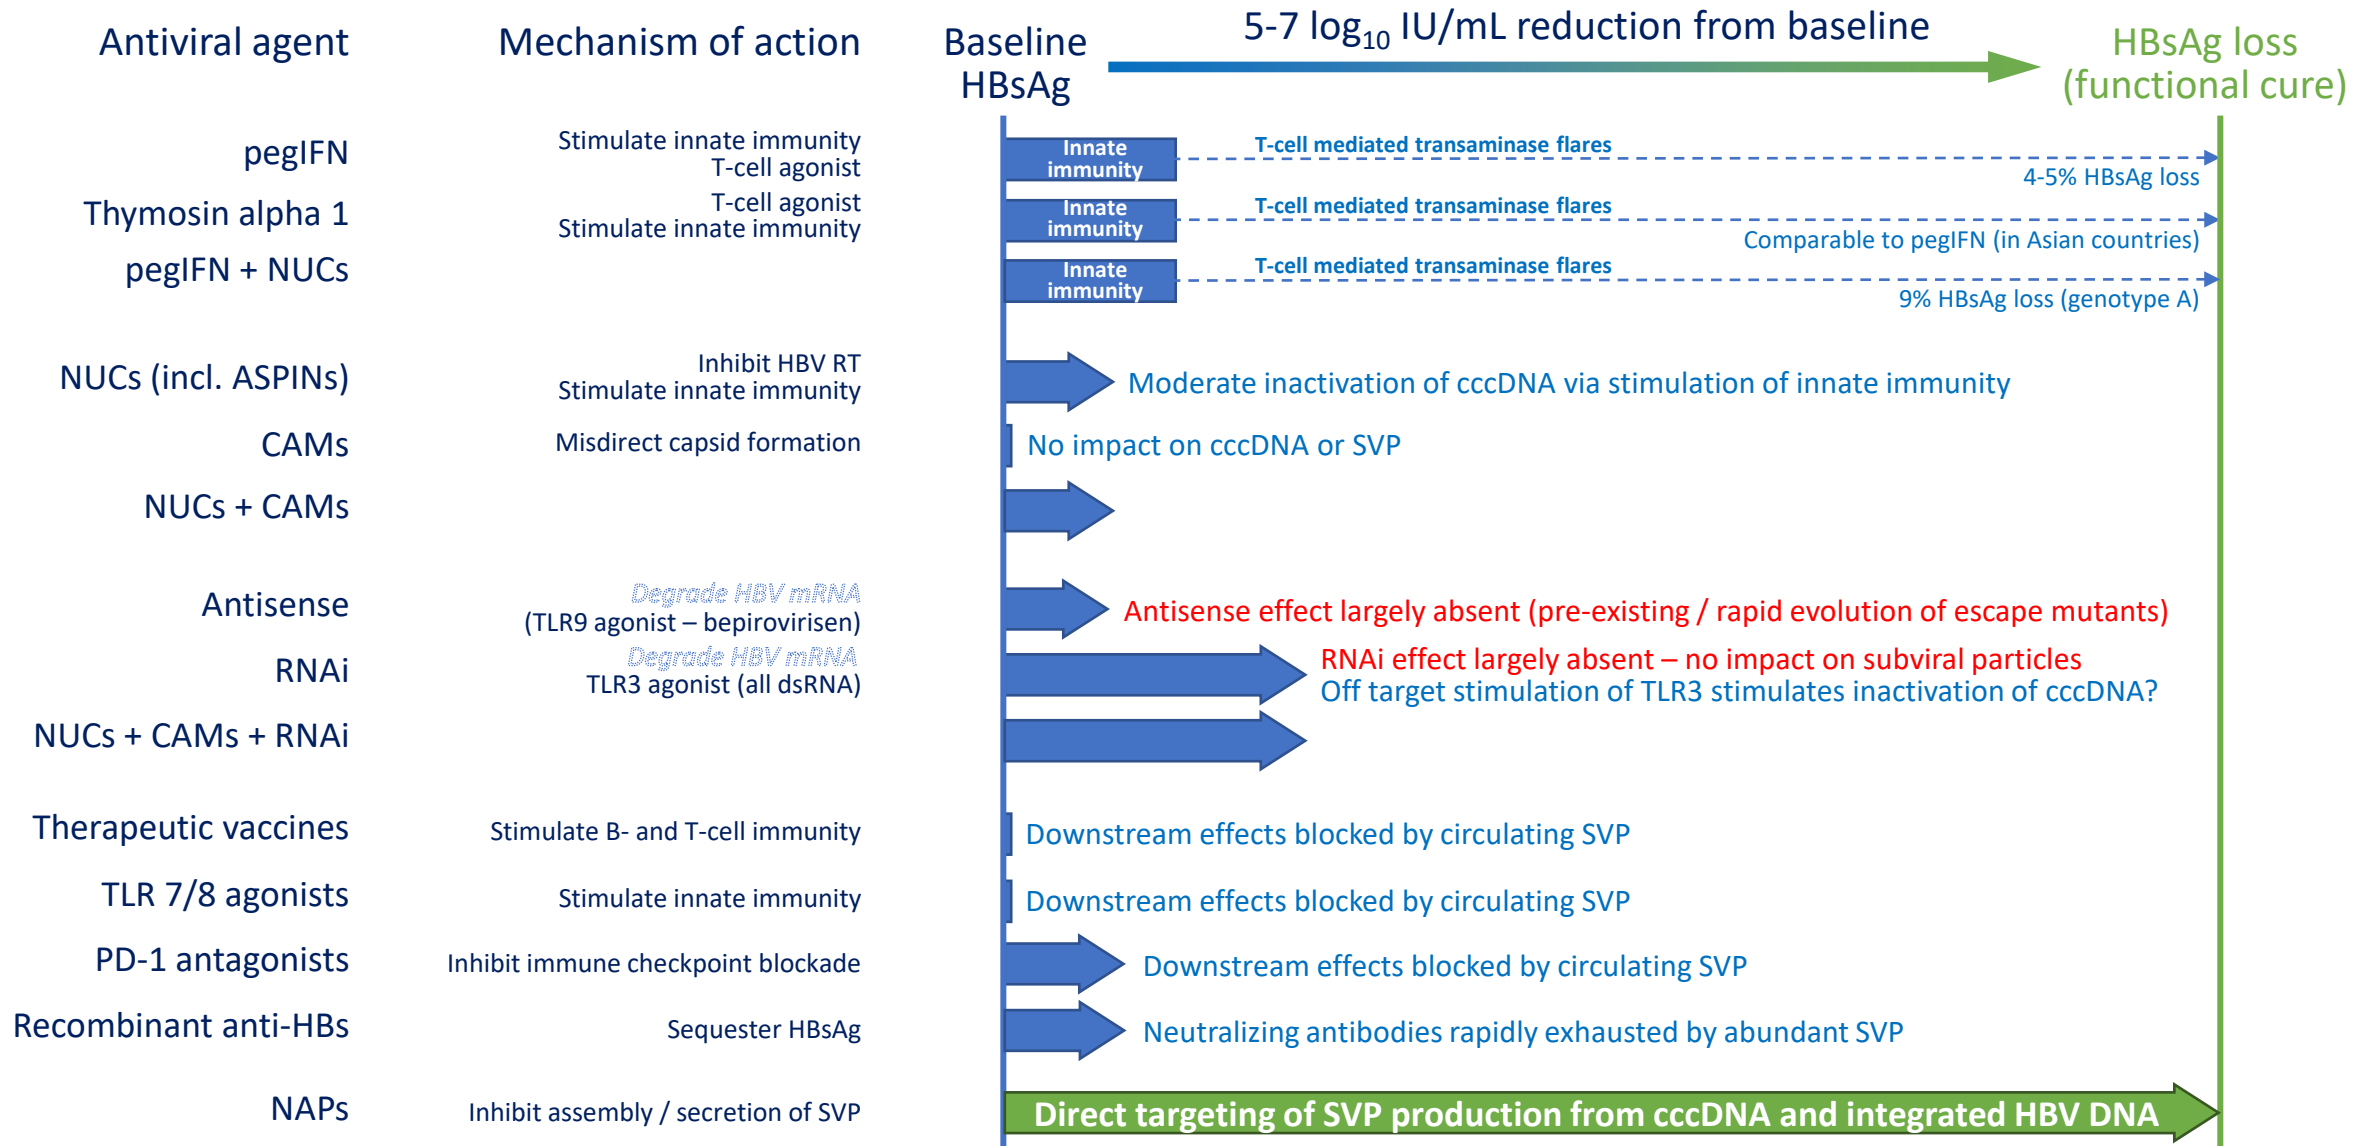 Antiviral agent
Mechanism of action
Baseline
HBsAg
5-7 log10 IU/mL reduction from baseline
HBsAg loss
(functional cure)
pegIFN
Stimulate innate immunity
T-cell agonist
Innate
immunity
T-cell mediated transaminase flares
4-5% HBsAg loss
Thymosin alpha 1
T-cell agonist
Stimulate innate immunity
Innate
immunity
T-cell mediated transaminase flares
Comparable to pegIFN (in Asian countries)
pegIFN + NUCs
Innate
immunity
T-cell mediated transaminase flares
9% HBsAg loss (genotype A)
NUCs (incl. ASPINs)
Inhibit HBV RT
Stimulate innate immunity
Moderate inactivation of cccDNA via stimulation of innate immunity
CAMs
Misdirect capsid formation
No impact on cccDNA or SVP
NUCs + CAMs
Antisense
Degrade HBV mRNA
(TLR9 agonist – bepirovirisen)
Antisense effect largely absent (pre-existing / rapid evolution of escape mutants)
RNAi
Degrade HBV mRNA
TLR3 agonist (all dsRNA)
RNAi effect largely absent – no impact on subviral particles
Off target stimulation of TLR3 stimulates inactivation of cccDNA?
NUCs + CAMs + RNAi
Therapeutic vaccines
Stimulate B- and T-cell immunity
Downstream effects blocked by circulating SVP
TLR 7/8 agonists
Stimulate innate immunity
Downstream effects blocked by circulating SVP
PD-1 antagonists
Inhibit immune checkpoint blockade
Downstream effects blocked by circulating SVP
Recombinant anti-HBs
Sequester HBsAg
Neutralizing antibodies rapidly exhausted by abundant SVP
NAPs
Inhibit assembly / secretion of SVP
Direct targeting of SVP production from cccDNA and integrated HBV DNA